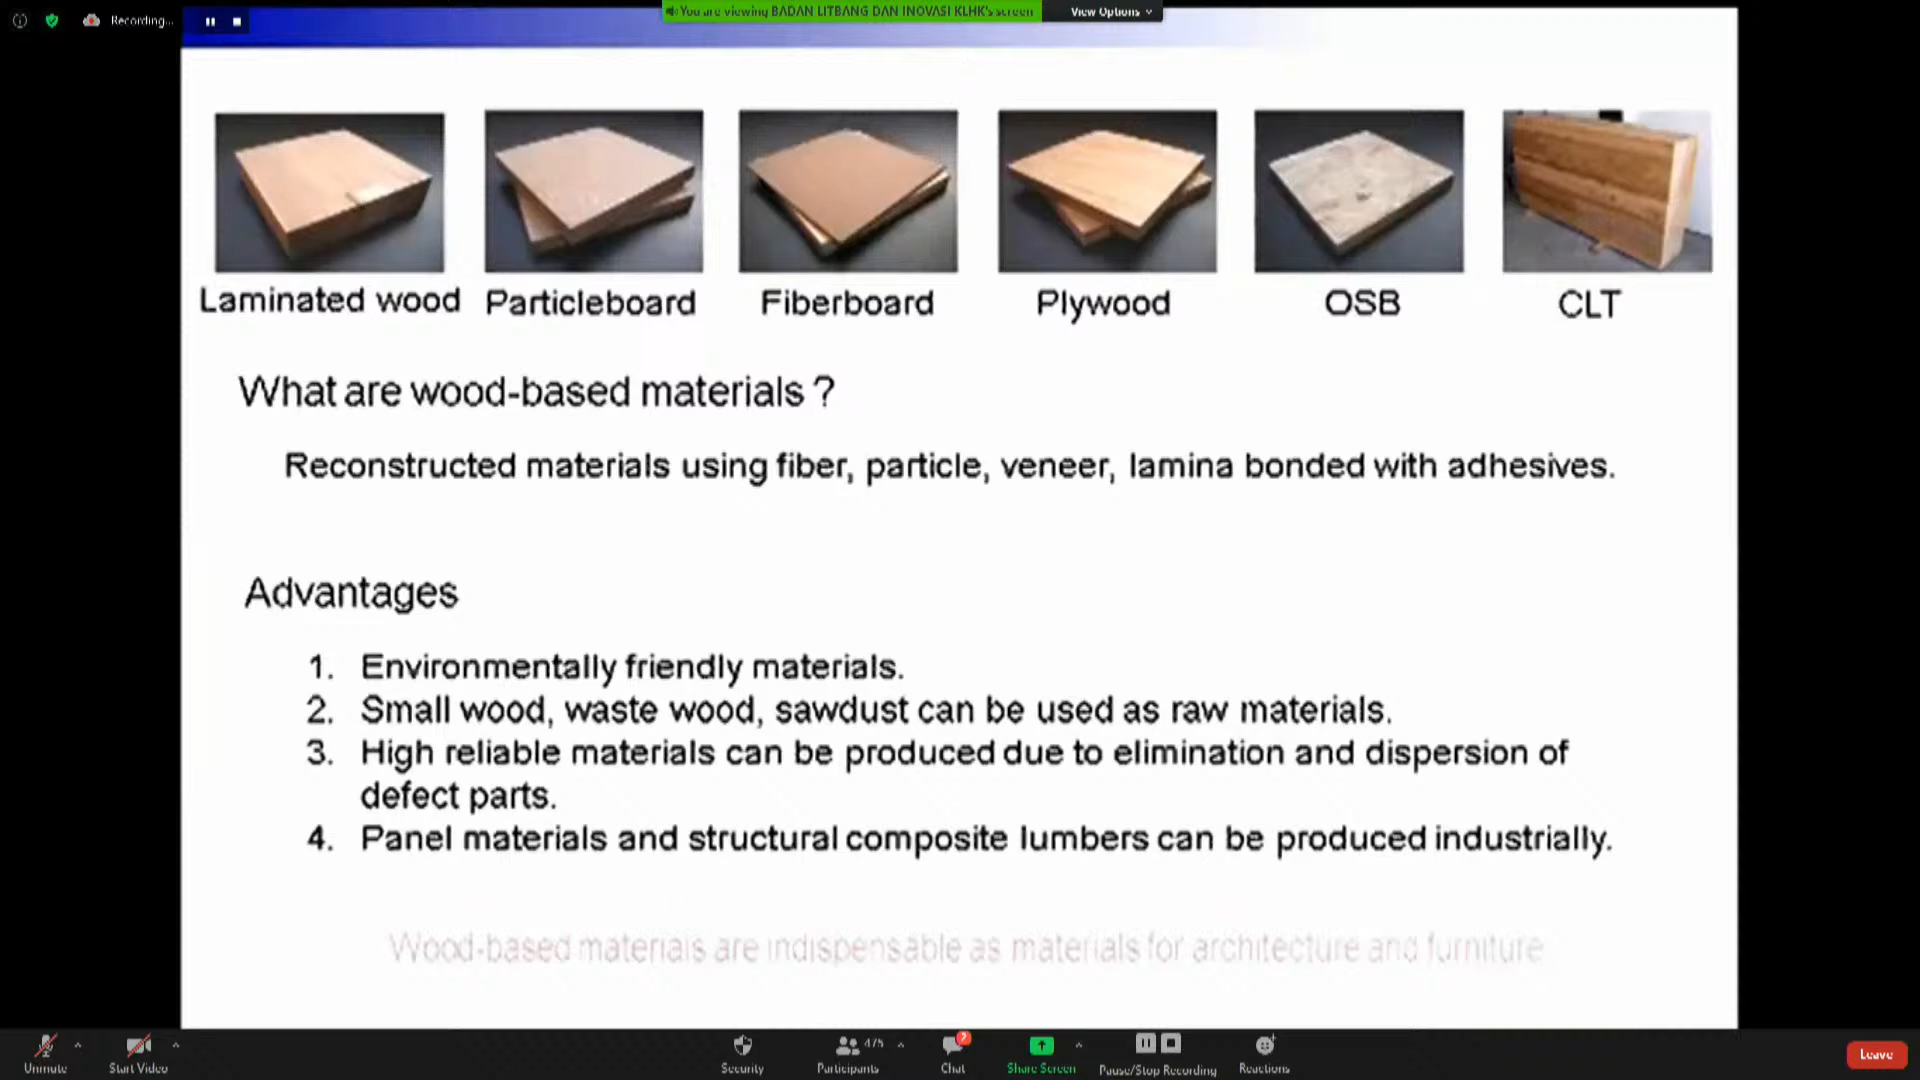 Recording...
You are viewing BADAN LITBANG DAN INOVASI KLHK's screen
View Options
Laminated wood
Particleboard
Fiberboard
Plywood
OSB
CLT
What are wood-based materials ?
Reconstructed materials using fiber, particle, veneer, lamina bonded with adhesives.
Advantages
1. Environmentally friendly materials.
2. Small wood, waste wood, sawdust can be used as raw materials.
3. High reliable materials can be produced due to elimination and dispersion of
defect parts.
4. Panel materials and structural composite lumbers can be produced industrially.
Wood-based materials are indispensable as materials for architecture and furniture
Unmute
Start Video
Security
Participants
475
Chat
Share Screen
Pause/Stop Recording
Reactions
Leave